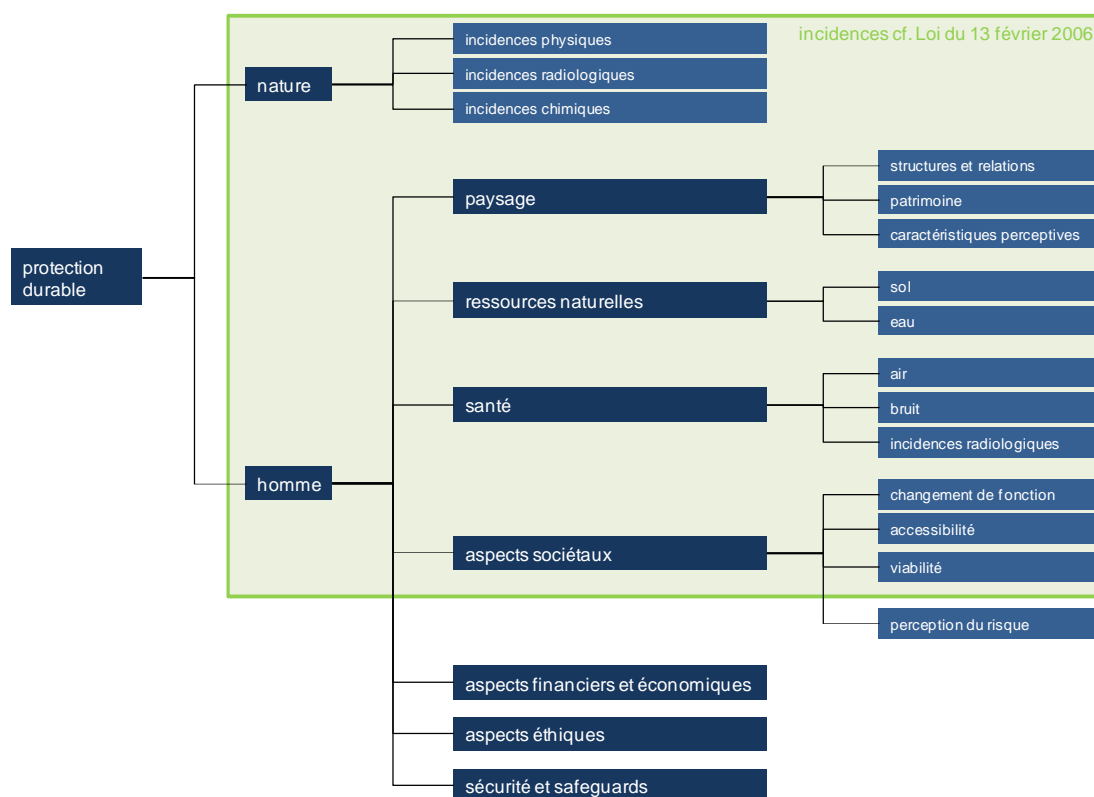 incidences cf. Loi du 13 février 2006
incidences physiques
incidences radiologiques
incidences chimiques
nature
structures et relations
patrimoine
caractéristiques perceptives
paysage
protection
durable
ressources naturelles
sol
eau
santé
air
bruit
incidences radiologiques
homme
changement de fonction
accessibilité
viabilité
aspects sociétaux
perception du risque
aspects financiers et économiques
aspects éthiques
sécurité et safeguards